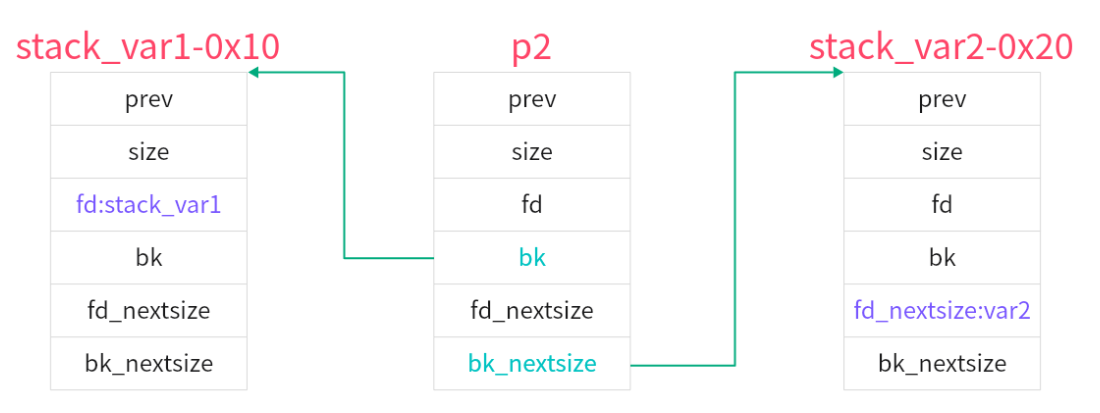 stack_var1-0x10
prev
size
fd:stack_var1
bk
fd_nextsize
bk_nextsize
p2
prev
size
fd
bk
fd_nextsize
bk_nextsize
stack_var2-0x20
prev
size
fd
bk
fd_nextsize:var2
bk_nextsize